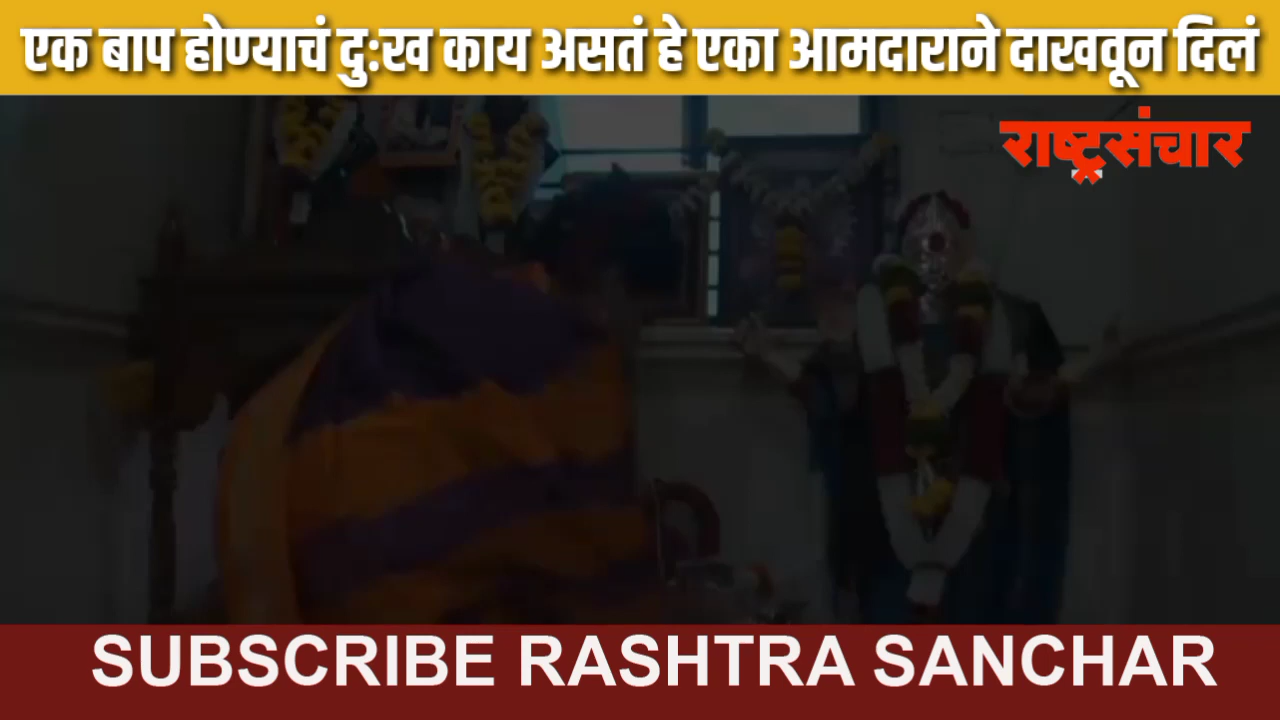 एक बाप होण्याचं दु:ख काय असतं हे एका आमदाराने दाखवून दिलं
राष्ट्रसंचार
SUBSCRIBE RASHTRA SANCHAR